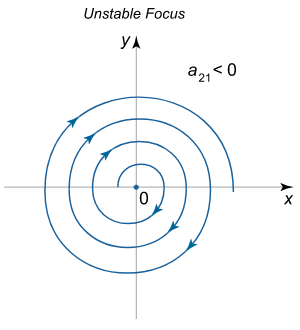 Unstable Focus
y
a₂₁ < 0
0
x